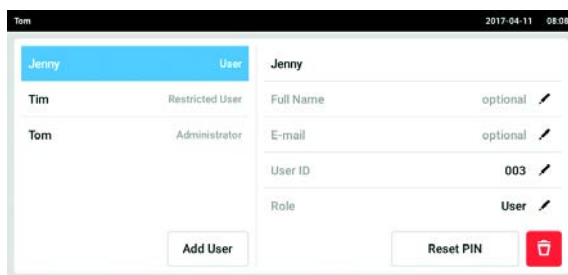 Tom 2017-04-11 08:08
Jenny User
Tim Restricted User
Tom Administrator
Add User
Jenny
Full Name optional
E-mail optional
User ID 003
Role User
Reset PIN